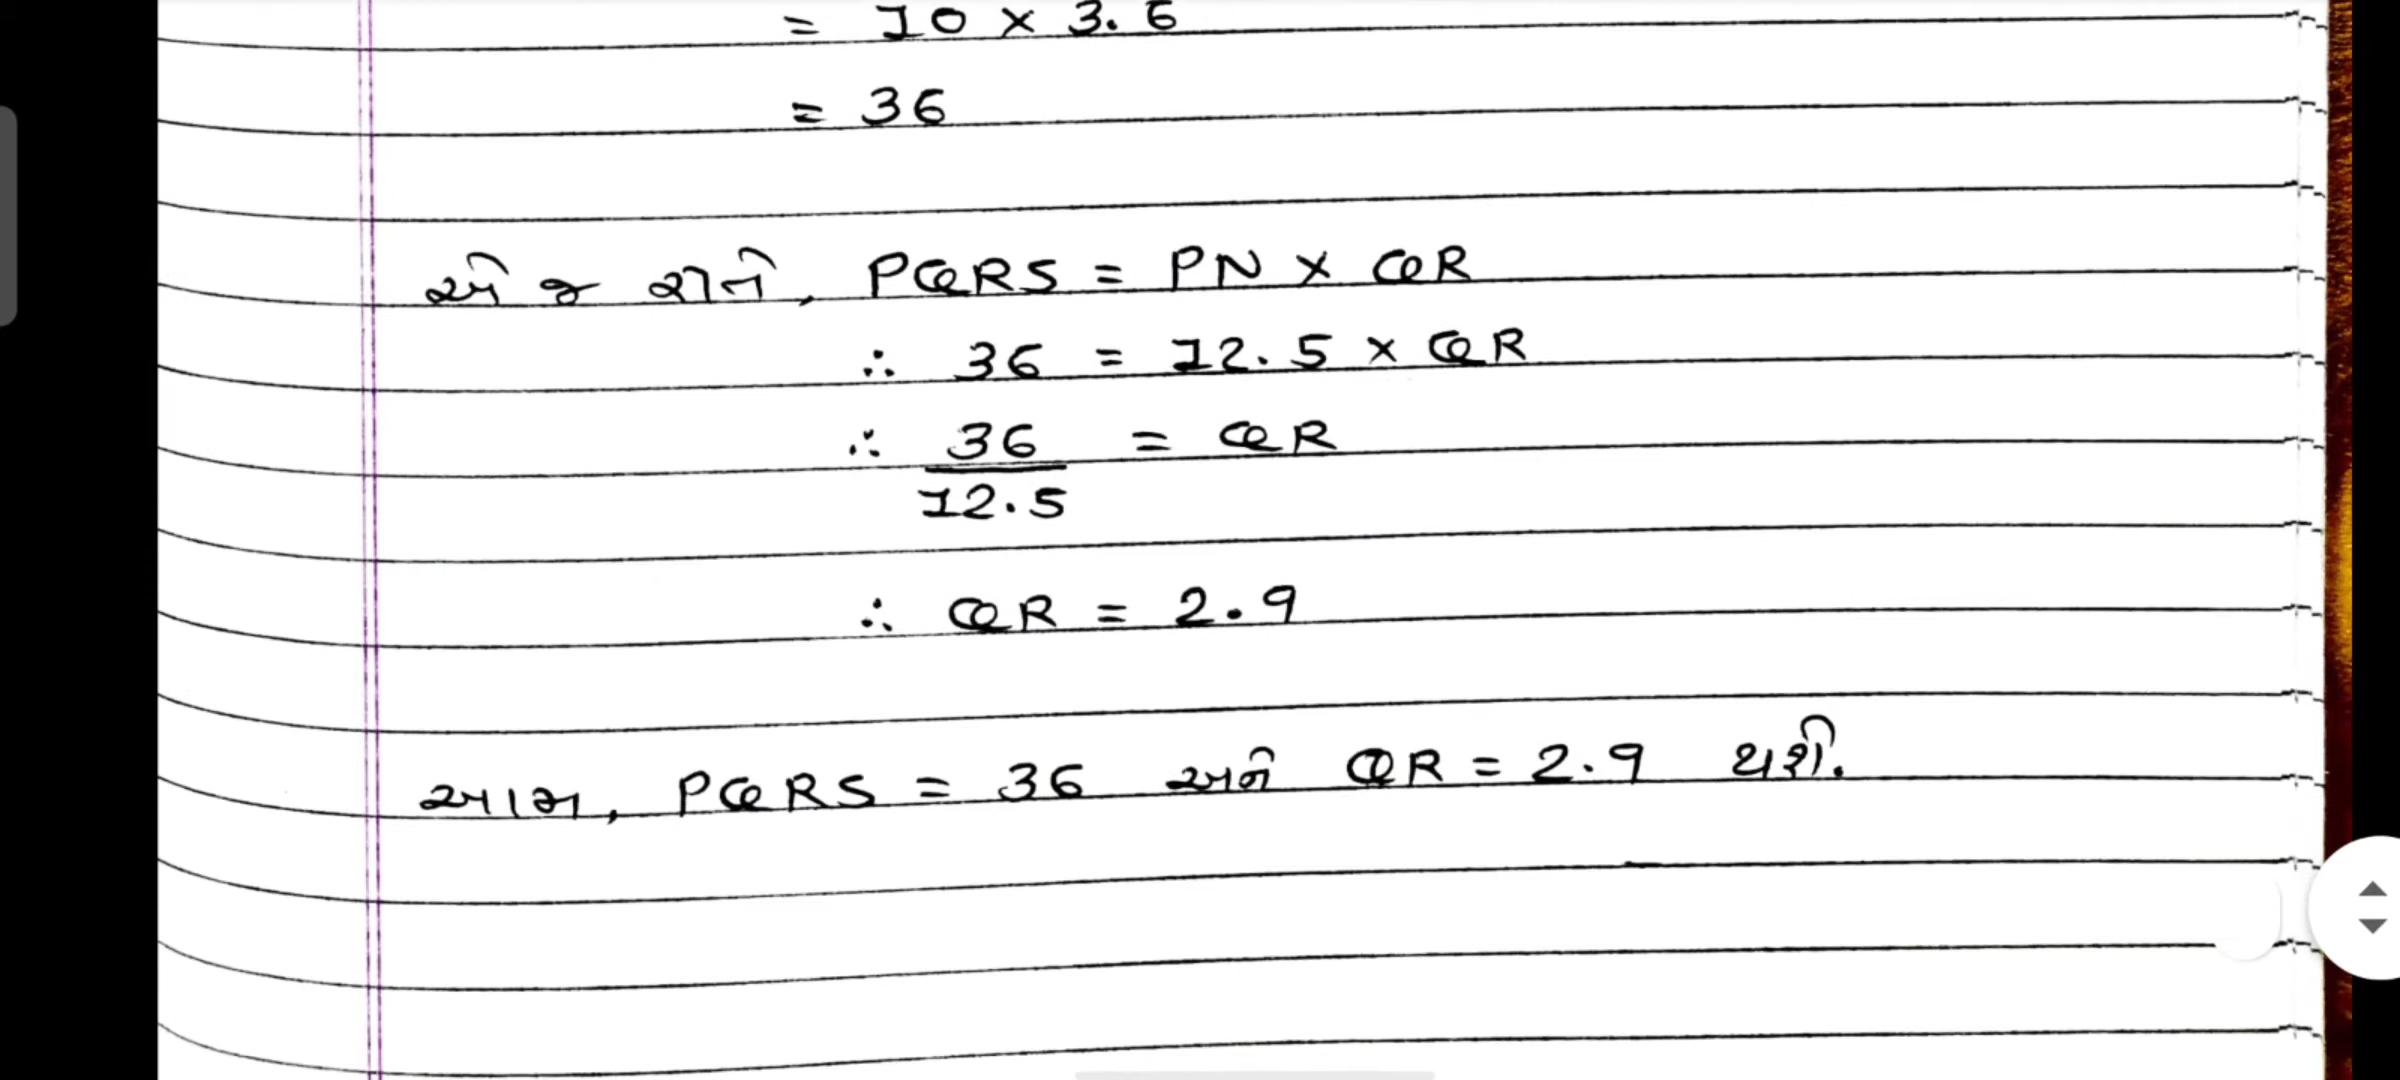 = 10 × 3.6
= 36
એ જ રીતે, PQRS = PN × QR
∴ 36 = 12.5 × QR
∴ 36 = QR
12.5
∴ QR = 2.9
આમ, PQRS = 36 અને QR = 2.9 થશે.